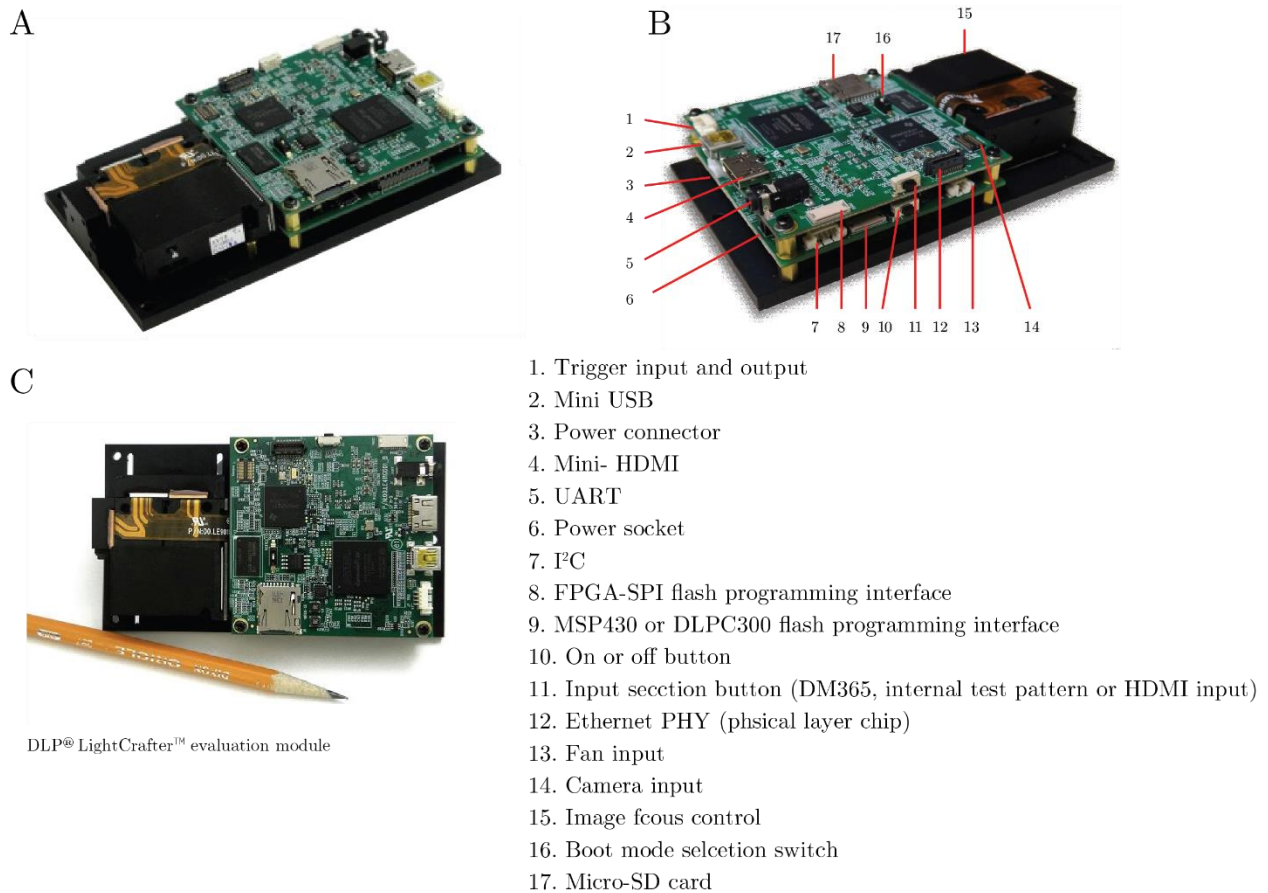 A
B
15
17
16
1
2
3
4
5
6
7
8
9
10
11
12
13
14
C
ORIOLE
DLP® LightCrafter™ evaluation module
1. Trigger input and output
2. Mini USB
3. Power connector
4. Mini- HDMI
5. UART
6. Power socket
7. I²C
8. FPGA-SPI flash programming interface
9. MSP430 or DLPC300 flash programming interface
10. On or off button
11. Input secction button (DM365, internal test pattern or HDMI input)
12. Ethernet PHY (phsical layer chip)
13. Fan input
14. Camera input
15. Image fcous control
16. Boot mode selcetion switch
17. Micro-SD card